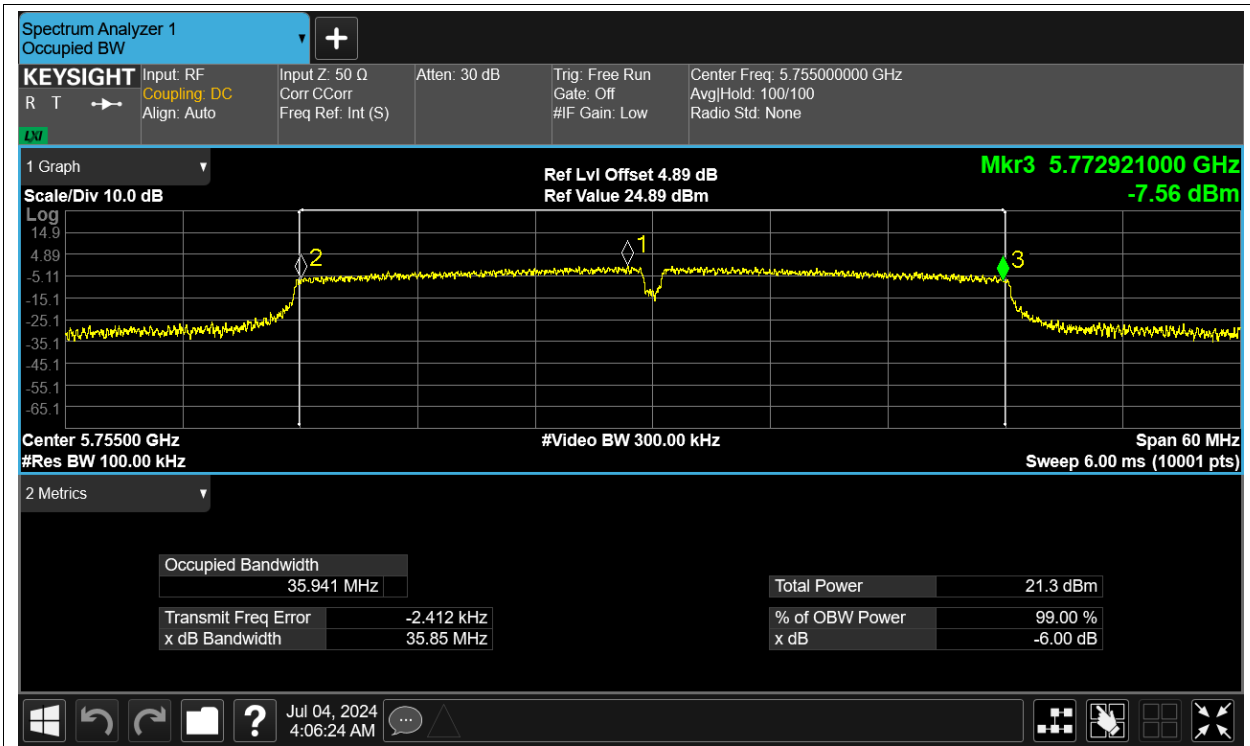 Spectrum Analyzer 1
Occupied BW
KEYSIGHT
R T
LXI
Input: RF
Coupling: DC
Align: Auto
Input Z: 50 Ω
Corr CCorr
Freq Ref: Int (S)
Atten: 30 dB
Trig: Free Run
Gate: Off
#IF Gain: Low
Center Freq: 5.755000000 GHz
Avg|Hold: 100/100
Radio Std: None
1 Graph
Scale/Div 10.0 dB
Ref Lvl Offset 4.89 dB
Ref Value 24.89 dBm
Mkr3 5.772921000 GHz
-7.56 dBm
Log
14.9
4.89
-5.11
-15.1
-25.1
-35.1
-45.1
-55.1
-65.1
2
1
3
Center 5.75500 GHz
#Res BW 100.00 kHz
#Video BW 300.00 kHz
Span 60 MHz
Sweep 6.00 ms (10001 pts)
2 Metrics
Occupied Bandwidth
35.941 MHz
Transmit Freq Error -2.412 kHz
x dB Bandwidth 35.85 MHz
Total Power 21.3 dBm
% of OBW Power 99.00 %
x dB -6.00 dB
?
Jul 04, 2024
4:06:24 AM